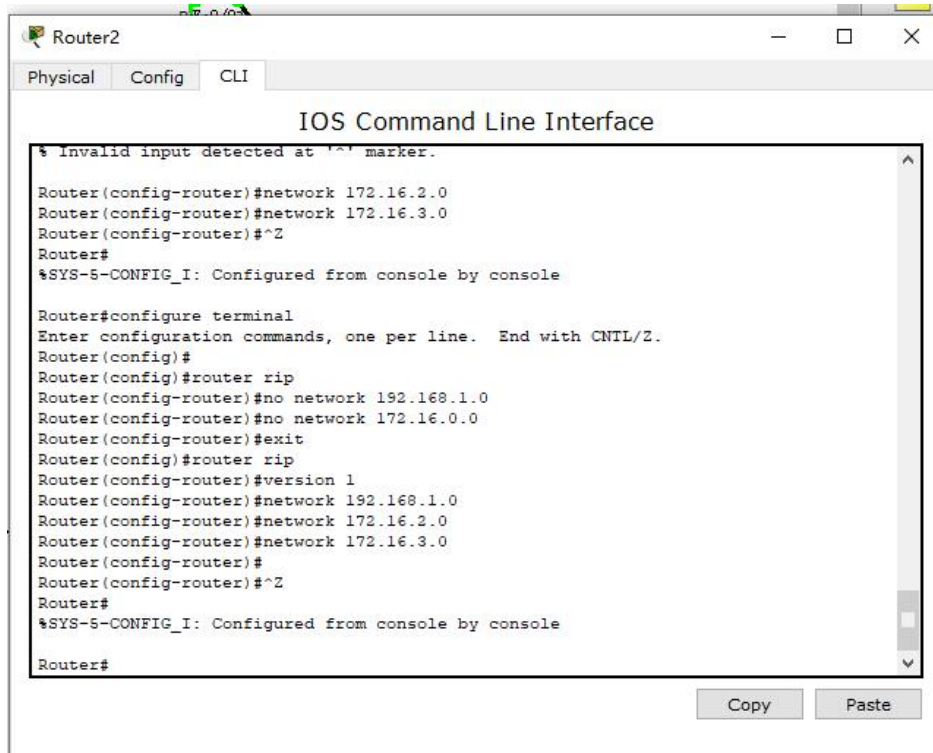 Router2
Physical Config CLI
IOS Command Line Interface
% Invalid input detected at '^' marker.
Router(config-router)#network 172.16.2.0
Router(config-router)#network 172.16.3.0
Router(config-router)#^Z
Router#
%SYS-5-CONFIG_I: Configured from console by console
Router#configure terminal
Enter configuration commands, one per line.  End with CNTL/Z.
Router(config)#
Router(config)#router rip
Router(config-router)#no network 192.168.1.0
Router(config-router)#no network 172.16.0.0
Router(config-router)#exit
Router(config)#router rip
Router(config-router)#version 1
Router(config-router)#network 192.168.1.0
Router(config-router)#network 172.16.2.0
Router(config-router)#network 172.16.3.0
Router(config-router)#
Router(config-router)#^Z
Router#
%SYS-5-CONFIG_I: Configured from console by console
Router#
Copy Paste